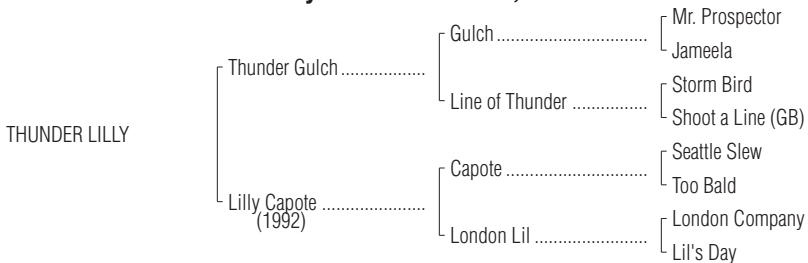 Mr. Prospector
Gulch
Jameela
Thunder Gulch
Storm Bird
Line of Thunder
Shoot a Line (GB)
THUNDER LILLY
Seattle Slew
Capote
Too Bald
Lilly Capote
(1992)
London Company
London Lil
Lil's Day